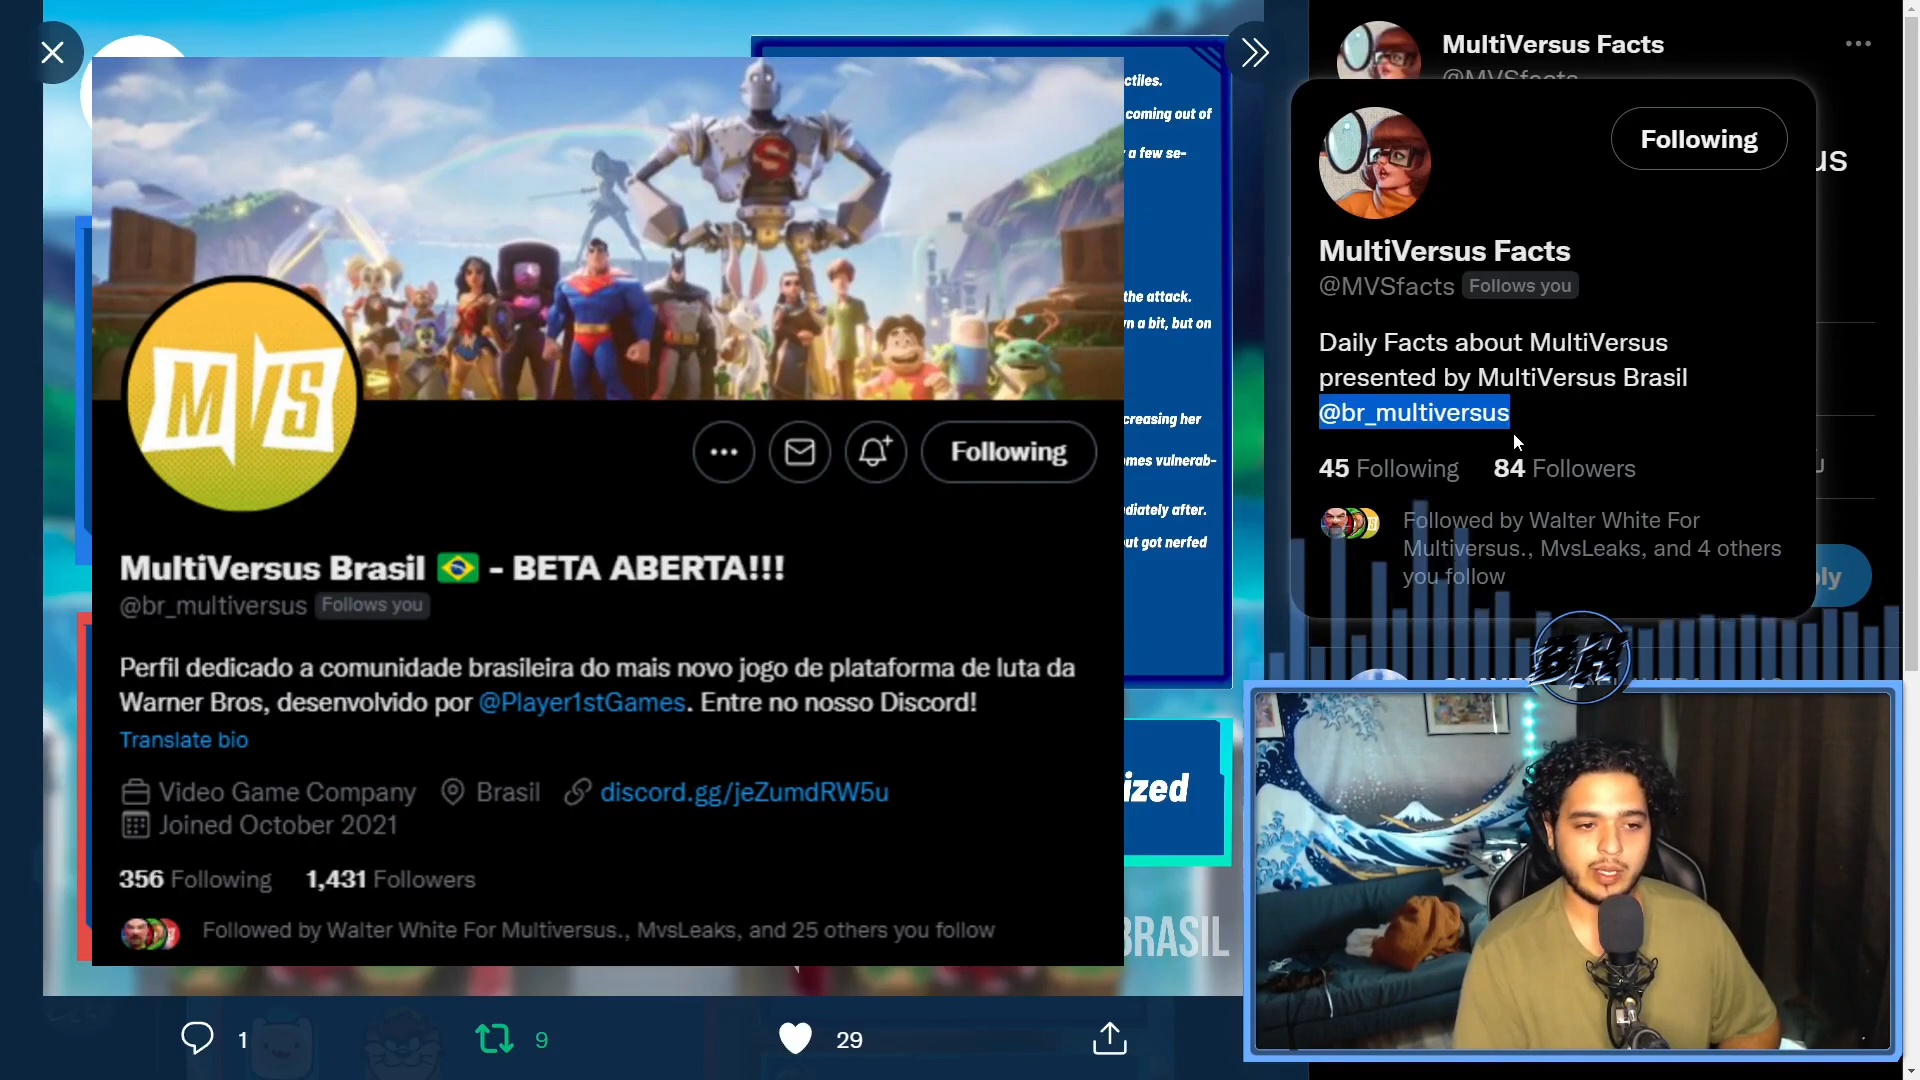 MultiVersus Facts
@MVSfacts
Following
MultiVersus Facts
@MVSfacts Follows you
Daily Facts about MultiVersus
presented by MultiVersus Brasil
@br_multiversus
45 Following 84 Followers
Followed by Walter White For
Multiversus., MvsLeaks, and 4 others
you follow
us
ctiles.
coming out of
a few se-
the attack.
n a bit, but on
creasing her
omes vulnerab-
diately after.
ut got nerfed
ized
BRASIL
M V S
Following
MultiVersus Brasil 🇧🇷 - BETA ABERTA!!!
@br_multiversus Follows you
Perfil dedicado a comunidade brasileira do mais novo jogo de plataforma de luta da
Warner Bros, desenvolvido por @Player1stGames. Entre no nosso Discord!
Translate bio
Video Game Company Brasil discord.gg/jeZumdRW5u
Joined October 2021
356 Following 1,431 Followers
Followed by Walter White For Multiversus., MvsLeaks, and 25 others you follow
1 9 29